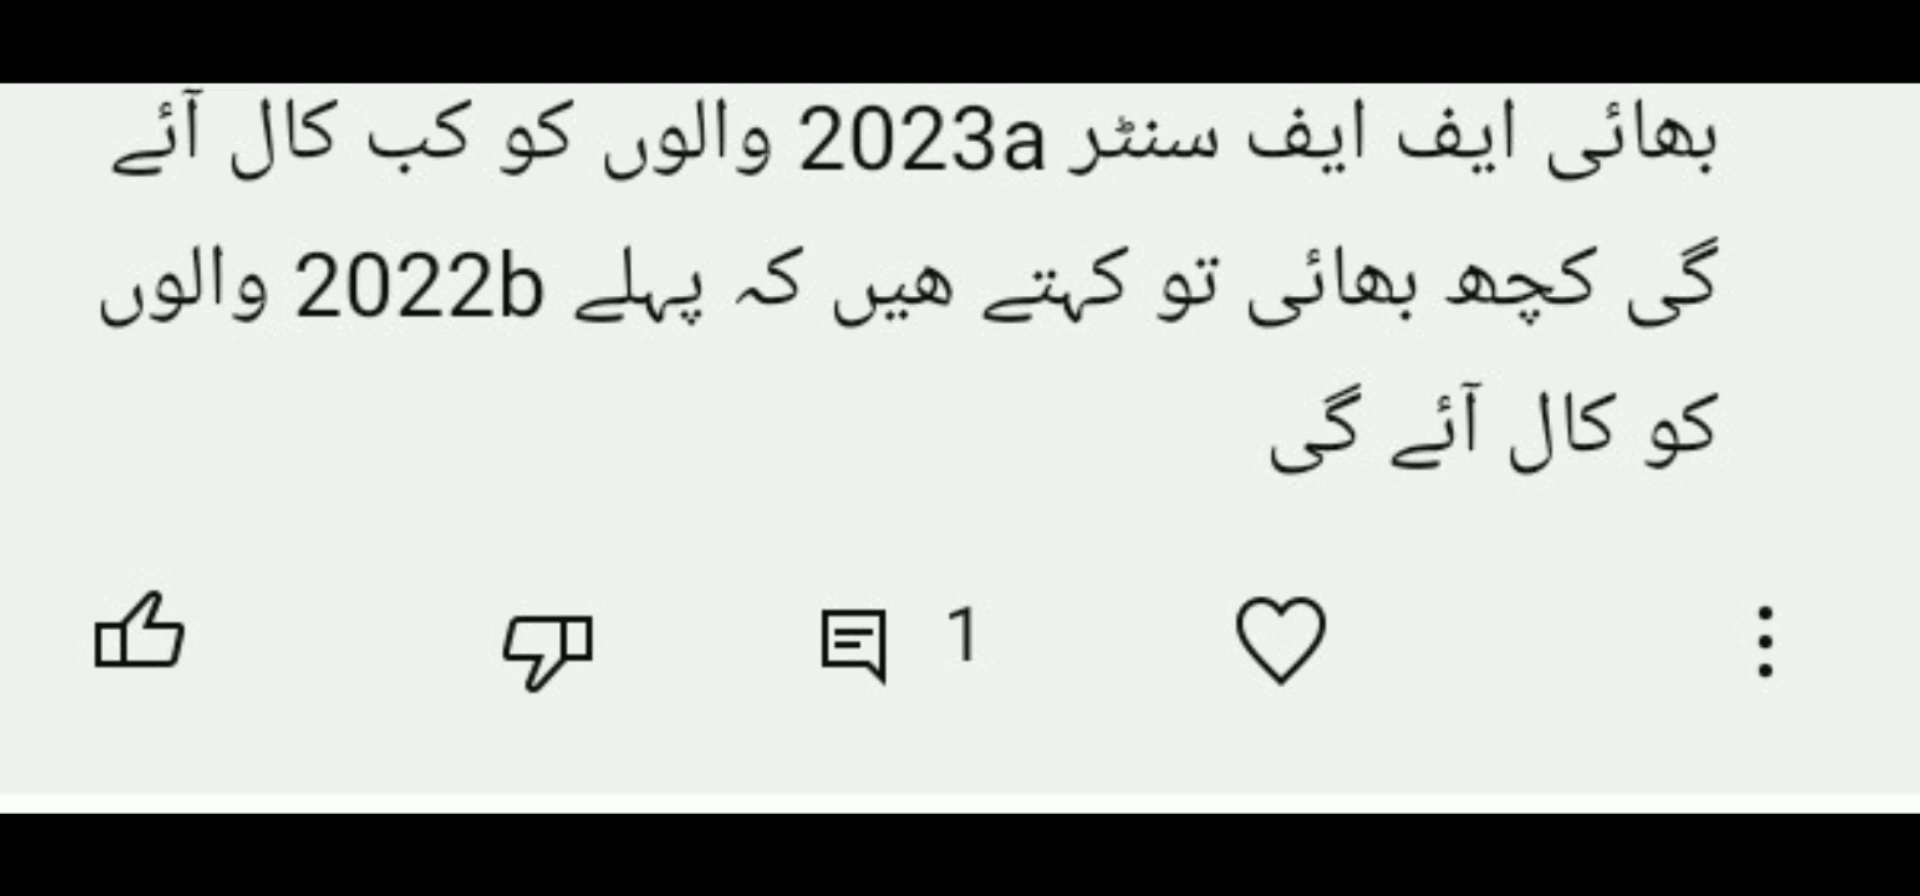 بھائی ایف ایف سنٹر 2023a والوں کو کب کال آئے
گی کچھ بھائی تو کہتے ھیں کہ پہلے 2022b والوں
کو کال آئے گی
1